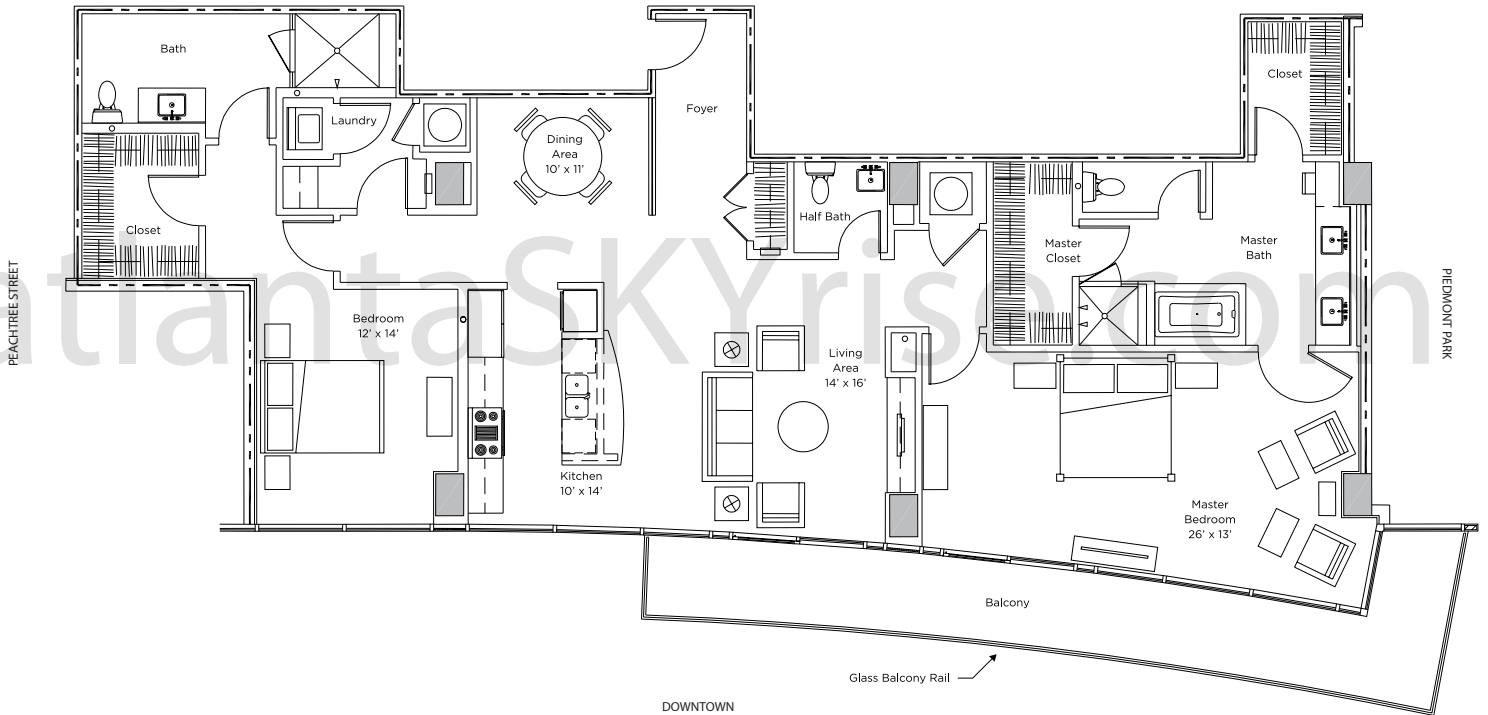 Bath
Closet
Foyer
Laundry
Dining
Area
10' x 11'
Half Bath
Closet
Master
Closet
Master
Bath
atlantaSKYrise.com
PEACHTREE STREET
PIEDMONT PARK
Bedroom
12' x 14'
Living
Area
14' x 16'
Kitchen
10' x 14'
Master
Bedroom
26' x 13'
Balcony
Glass Balcony Rail
DOWNTOWN